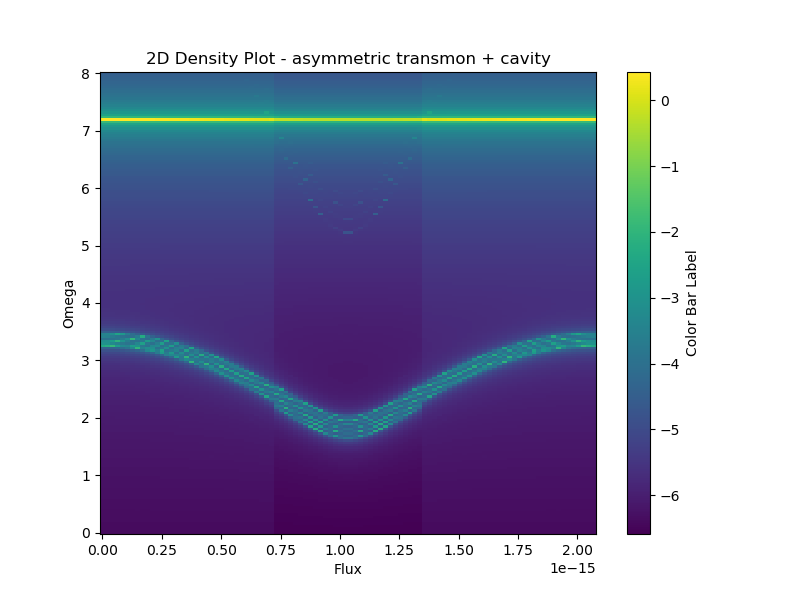 2D Density Plot - asymmetric transmon + cavity
8
7
6
5
4
3
2
1
0
Omega
0.00 0.25 0.50 0.75 1.00 1.25 1.50 1.75 2.00
1e−15
Flux
0
−1
−2
−3
−4
−5
−6
Color Bar Label